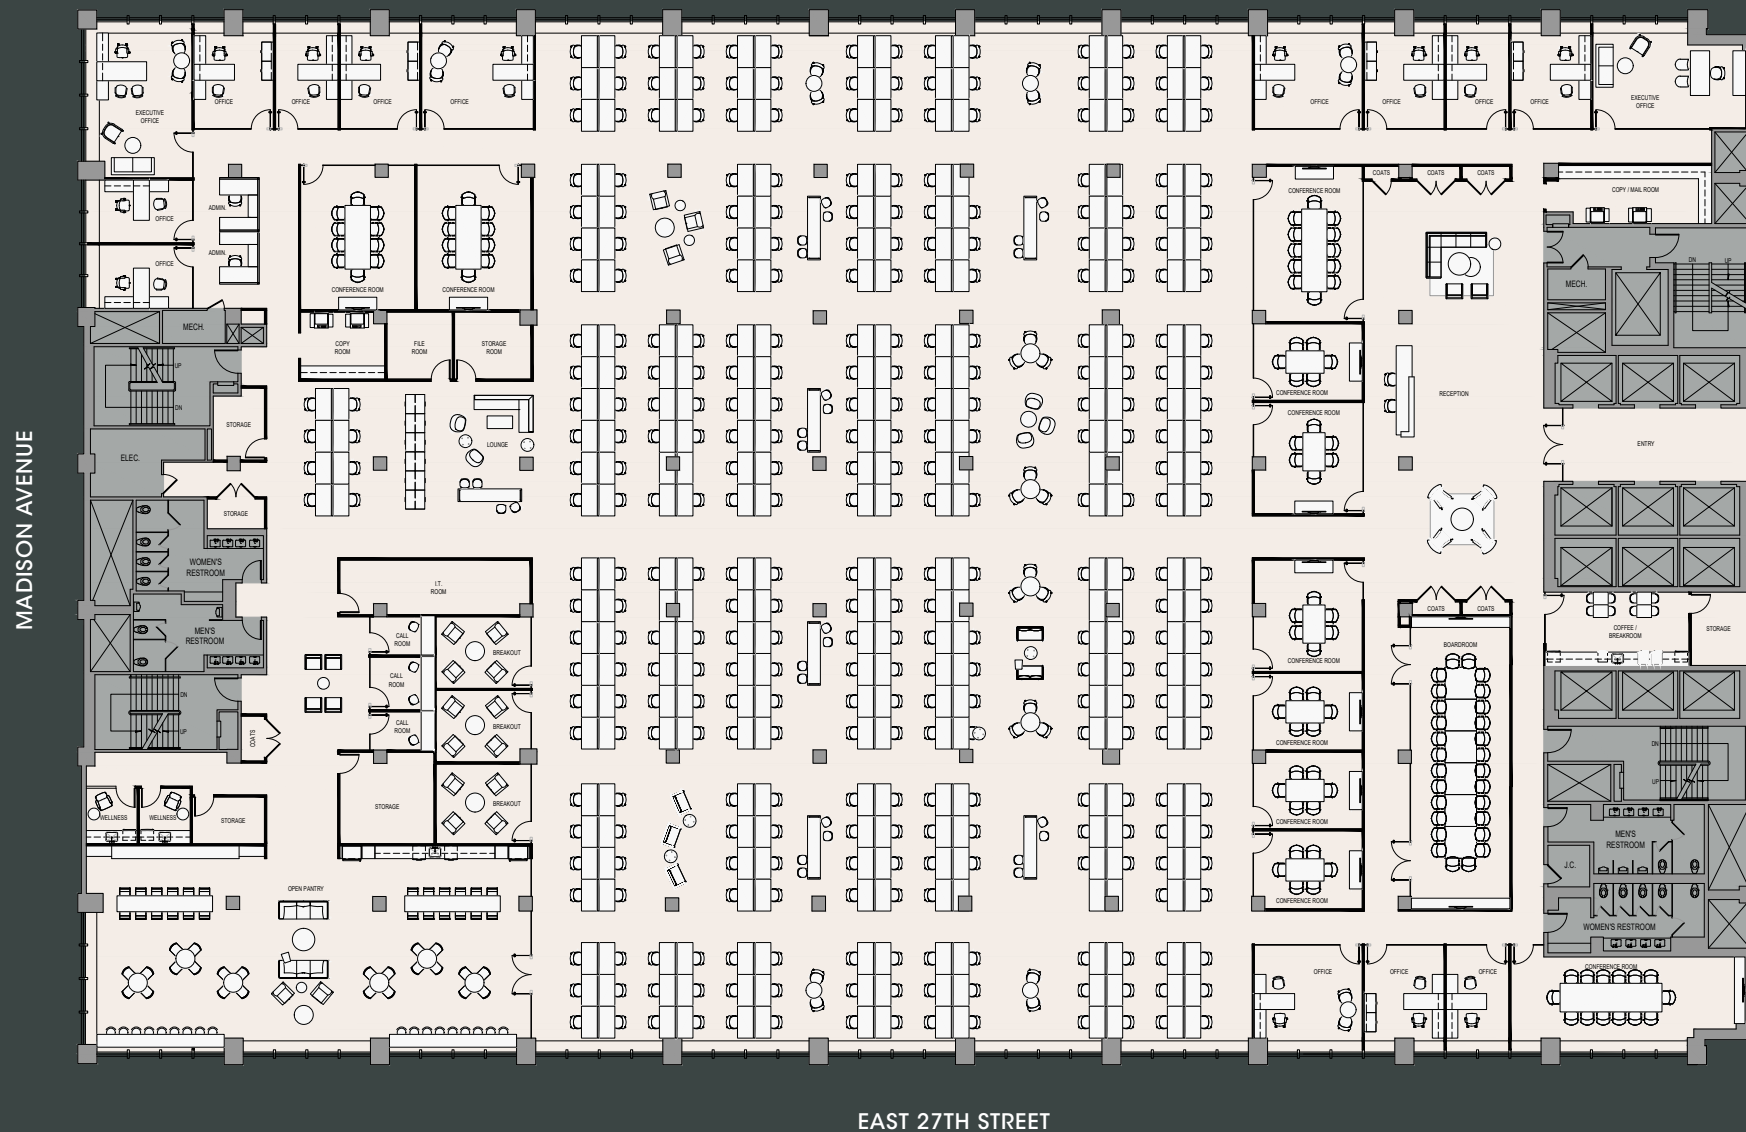 EXECUTIVE
OFFICE
OFFICE
OFFICE
OFFICE
OFFICE
OFFICE
OFFICE
OFFICE
OFFICE
EXECUTIVE
OFFICE
COATS
COATS
COATS
CONFERENCE ROOM
COPY / MAIL ROOM
OFFICE
ADMIN.
ADMIN.
OFFICE
CONFERENCE ROOM
CONFERENCE ROOM
DN
UP
MECH.
MECH.
COPY
ROOM
FILE
ROOM
STORAGE
ROOM
UP
DN
CONFERENCE ROOM
CONFERENCE ROOM
RECEPTION
STORAGE
LOUNGE
ENTRY
ELEC.
STORAGE
MADISON AVENUE
WOMEN'S
RESTROOM
I.T.
ROOM
COATS
COATS
MEN'S
RESTROOM
CALL
ROOM
BREAKOUT
COFFEE /
BREAKROOM
STORAGE
BOARDROOM
CONFERENCE ROOM
CALL
ROOM
DN
UP
CALL
ROOM
BREAKOUT
COATS
CONFERENCE ROOM
DN
UP
WELLNESS
WELLNESS
STORAGE
STORAGE
BREAKOUT
CONFERENCE ROOM
MEN'S
RESTROOM
J.C.
OPEN PANTRY
CONFERENCE ROOM
WOMEN'S RESTROOM
OFFICE
OFFICE
OFFICE
CONFERENCE ROOM
EAST 27TH STREET